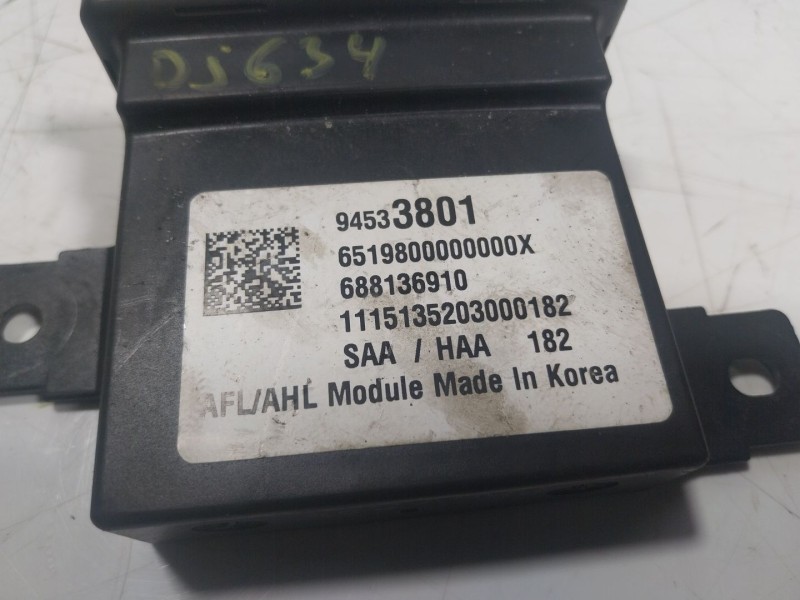 DJ634
94533801
6519800000000X
688136910
1115135203000182
SAA / HAA 182
AFL/AHL Module Made In Korea